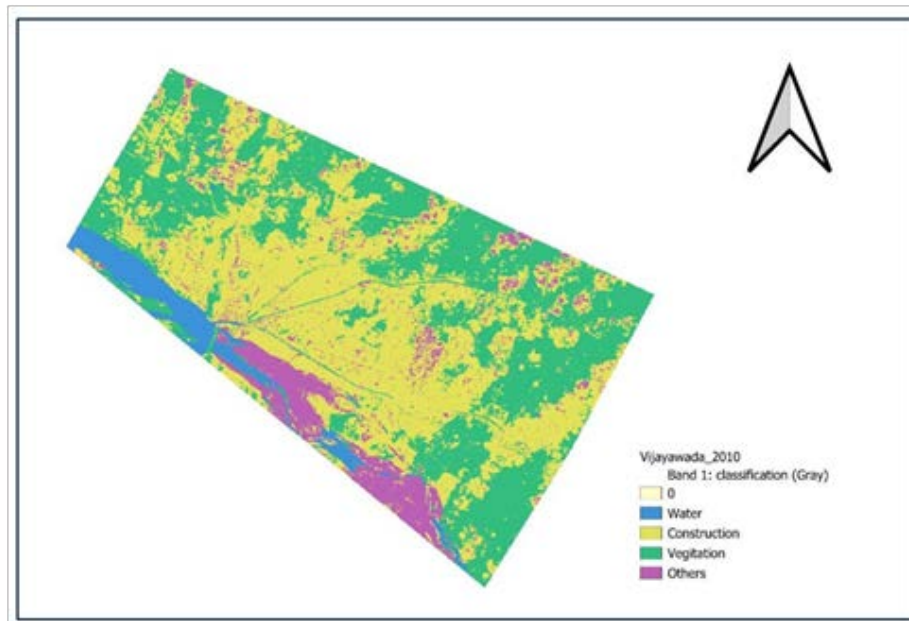 Vijayawada_2010
Band 1: classification (Gray)
0
Water
Construction
Vegitation
Others